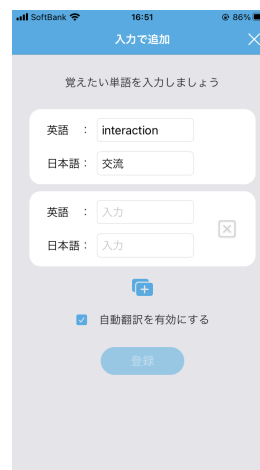 SoftBank 16:51 86%
入力で追加
覚えたい単語を入力しましょう
英語 : interaction
日本語: 交流
英語 : 入力
日本語: 入力
自動翻訳を有効にする
登録